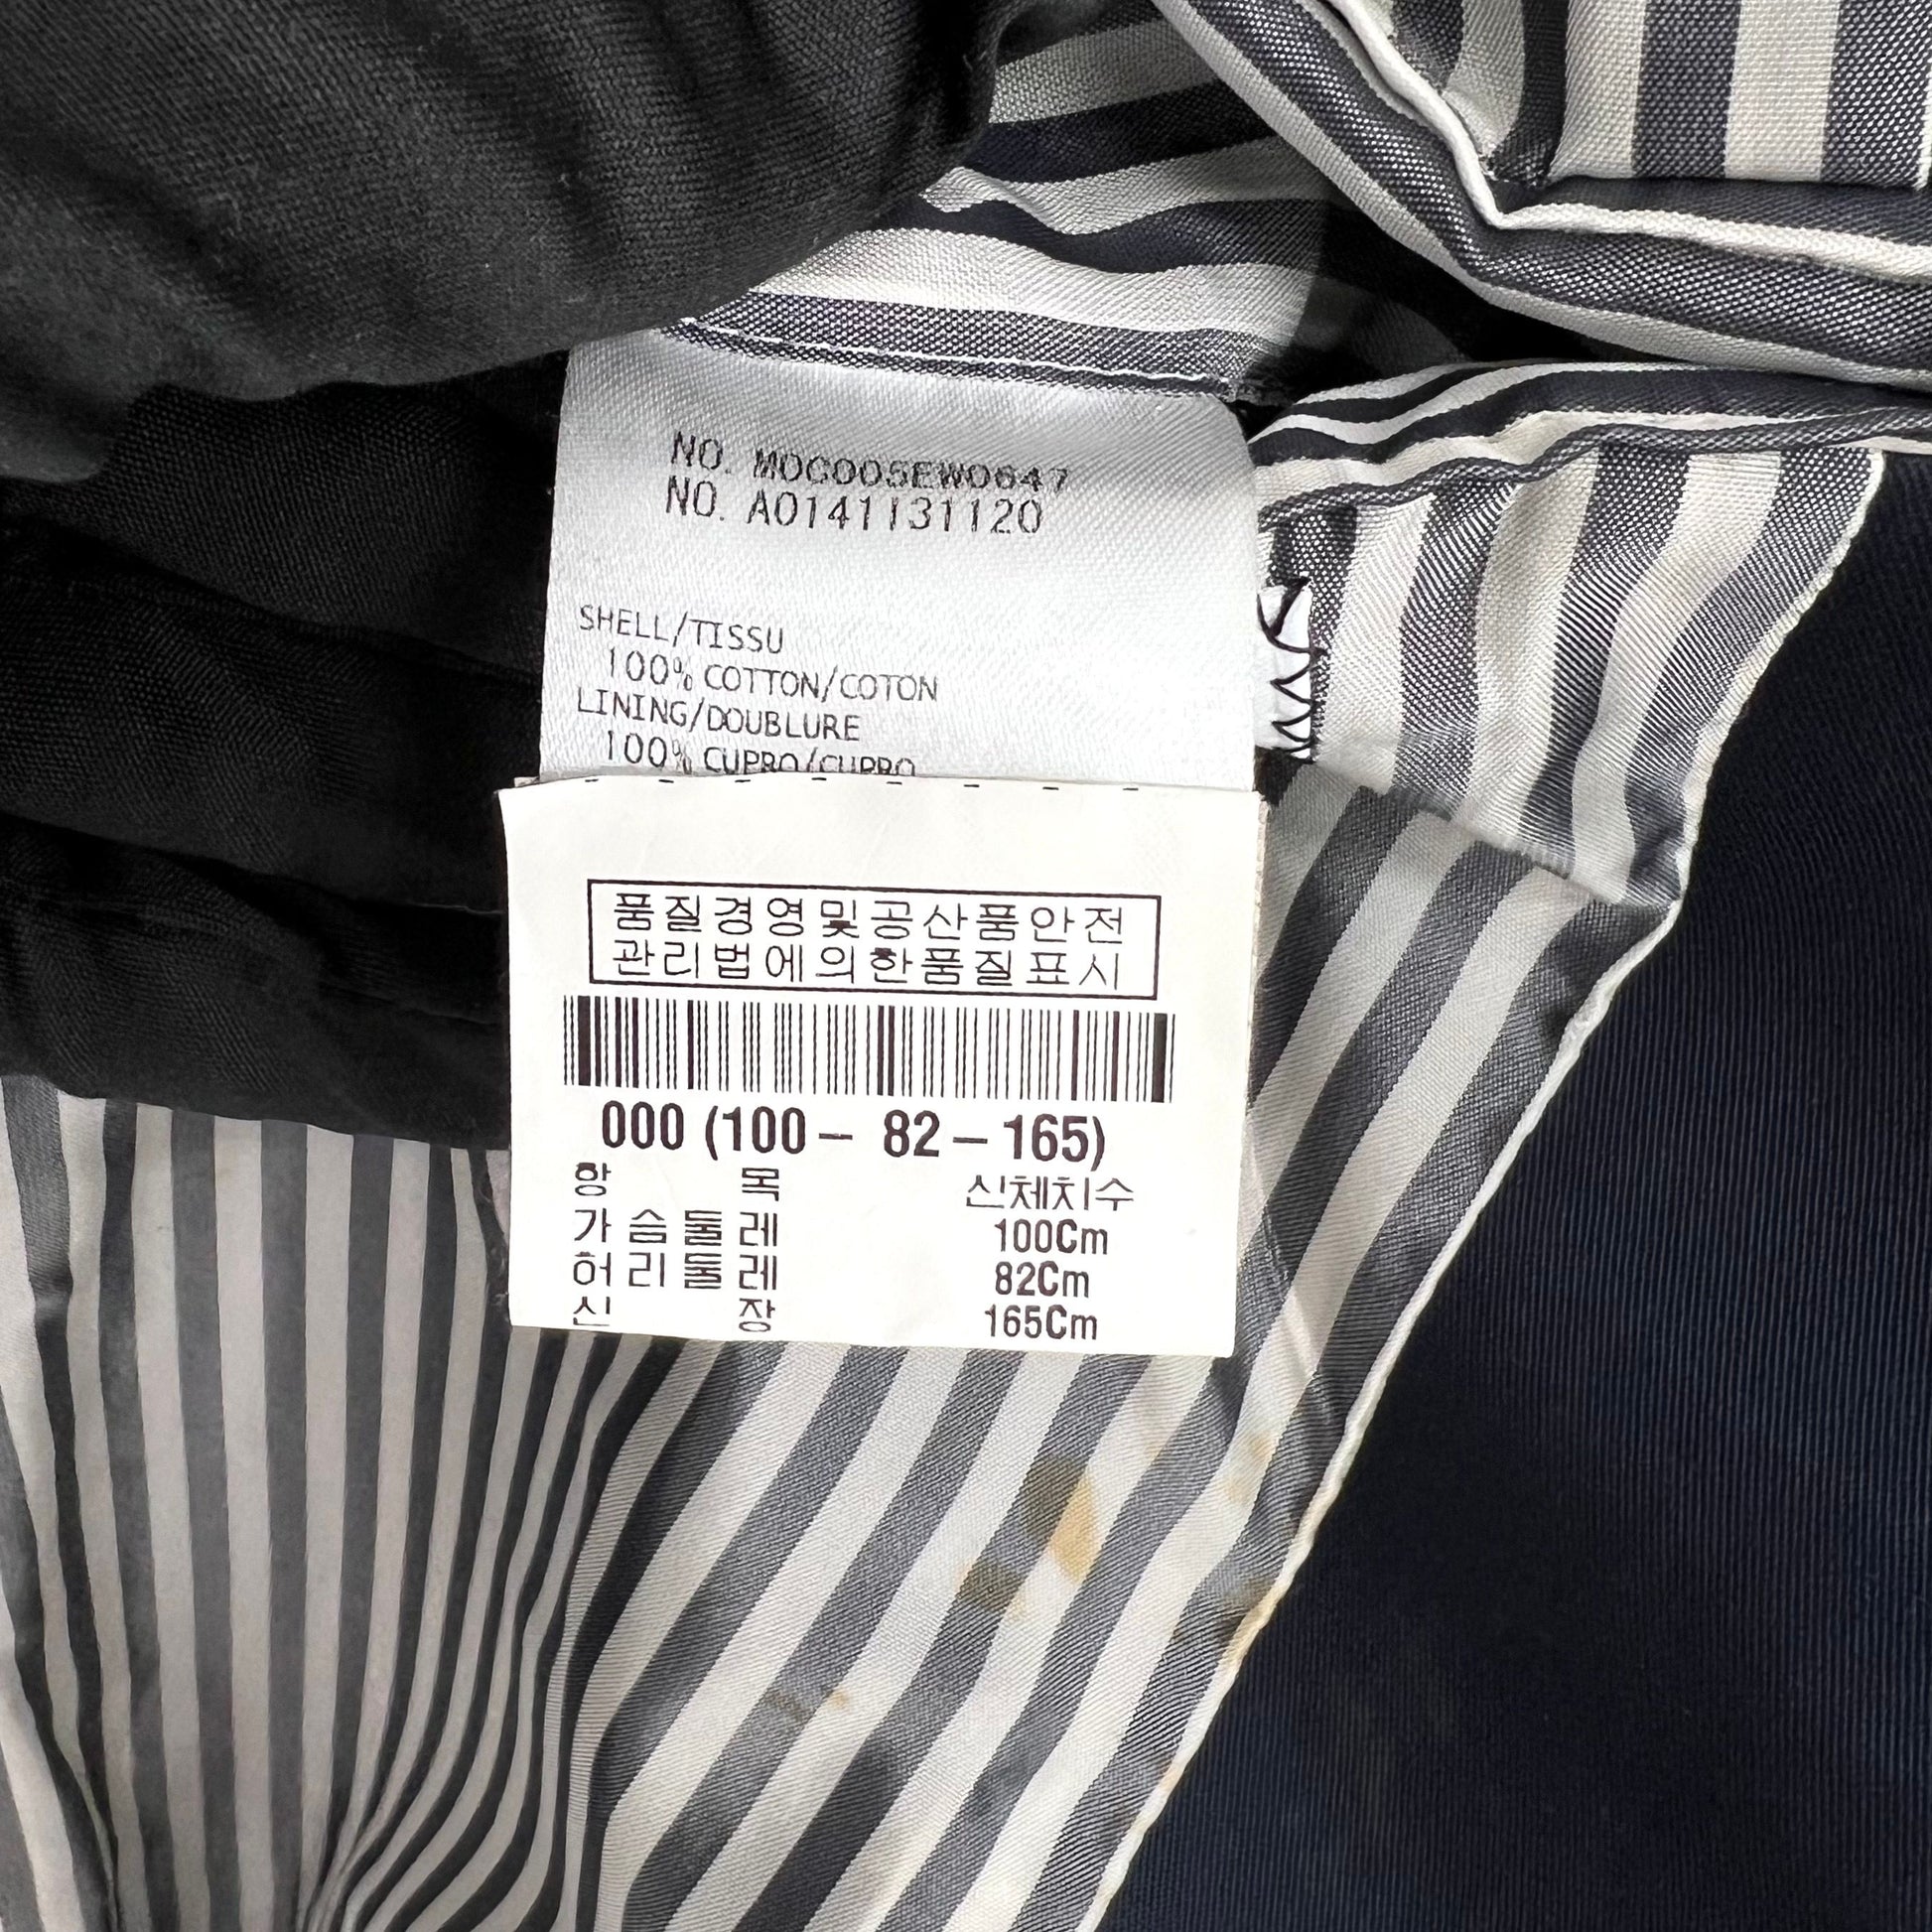 NO. MOC005EW0647
NO. A0141131120
SHELL/TISSU
100% COTTON/COTON
LINING/DOUBLURE
100% CUPRO/CUPRO
품질경영및공산품안전
관리법에의한품질표시
000 (100 – 82 – 165)
항 목 신체치수
가슴둘레 100Cm
허리둘레 82Cm
신 장 165Cm